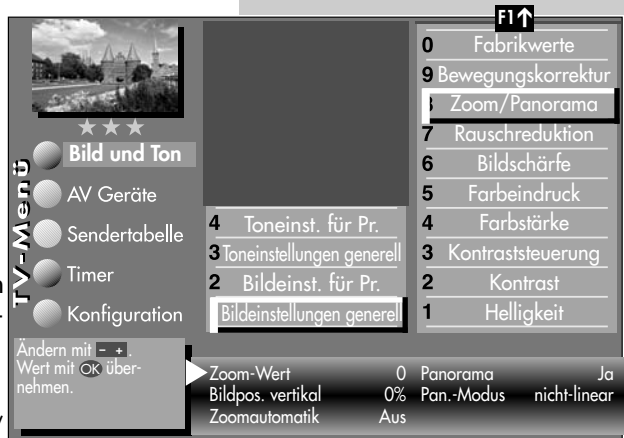 F1↑
0 Fabrikwerte
9 Bewegungskorrektur
Zoom/Panorama
7 Rauschreduktion
6 Bildschärfe
5 Farbeindruck
4 Farbstärke
3 Kontraststeuerung
2 Kontrast
1 Helligkeit
TV-Menü
Bild und Ton
AV Geräte
Sendertabelle
Timer
Konfiguration
4 Toneinst. für Pr.
3 Toneinstellungen generell
2 Bildeinst. für Pr.
Bildeinstellungen generell
Ändern mit - + .
Wert mit OK über-
nehmen.
Zoom-Wert 0 Panorama Ja
Bildpos. vertikal 0% Pan.-Modus nicht-linear
Zoomautomatik Aus